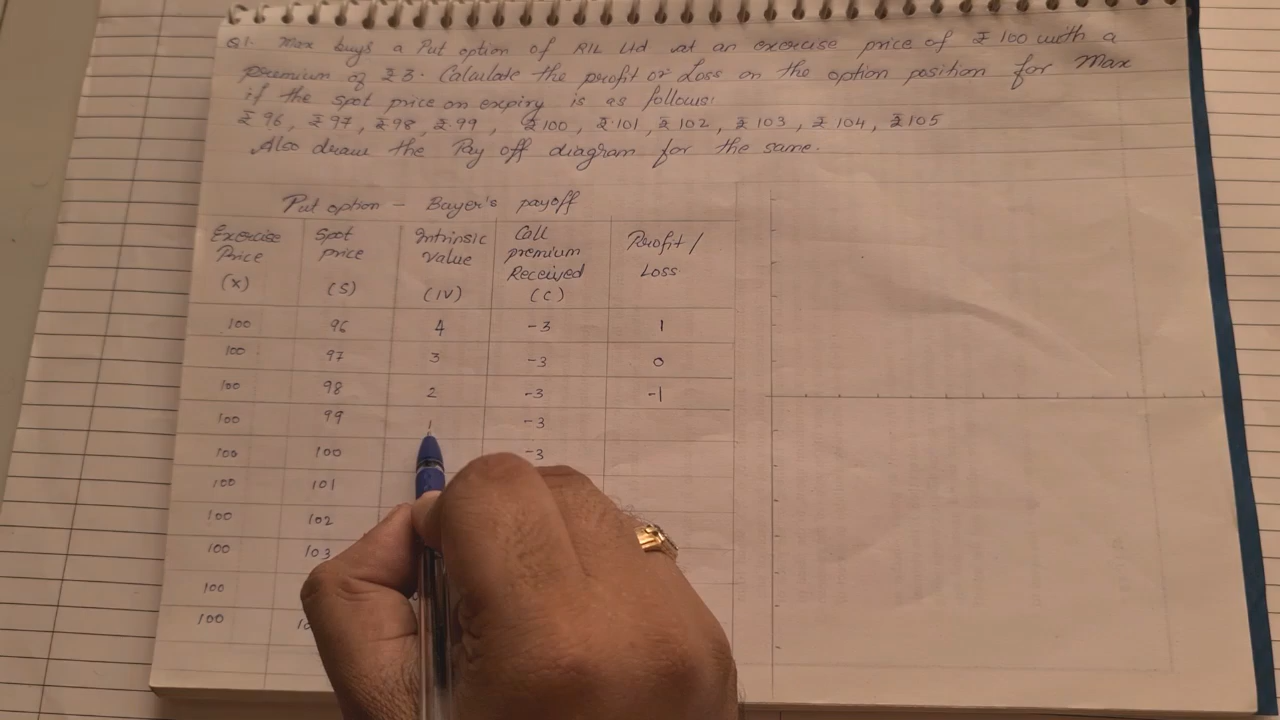 Q1. Max buys a Put option of RIL Ltd at an exercise price of ₹100 with a
premium of ₹3. Calculate the profit or Loss on the option position for Max
if the spot price on expiry is as follows:
₹96, ₹97, ₹98, ₹.99, ₹100, ₹.101, ₹102, ₹103, ₹104, ₹105
Also draw the Pay off diagram for the same.
Put option - Buyer's payoff
Exercise Price (X) Spot price (S) Intrinsic Value (IV) Call premium Received (C) Profit / Loss
100 96 4 -3 1
100 97 3 -3 0
100 98 2 -3 -1
100 99 1 -3
100 100 -3
100 101
100 102
100 103
100
100